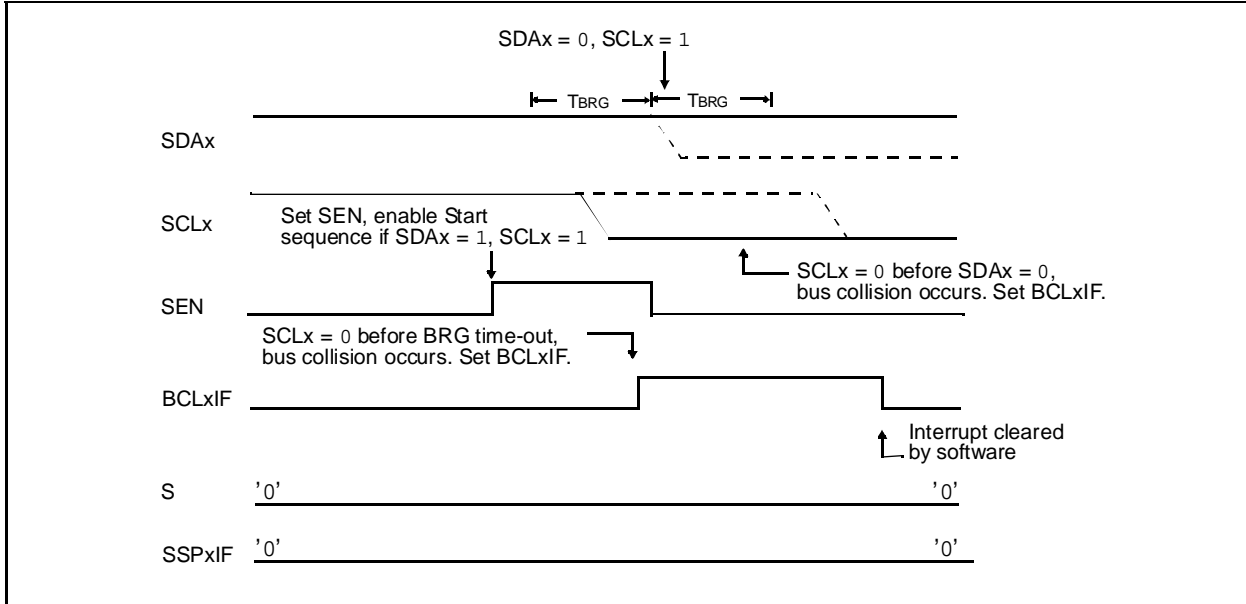 SDAx = 0, SCLx = 1
TBRG TBRG
SDAx
SCLx
Set SEN, enable Start
sequence if SDAx = 1, SCLx = 1
SCLx = 0 before SDAx = 0,
bus collision occurs. Set BCLxIF.
SEN
SCLx = 0 before BRG time-out,
bus collision occurs. Set BCLxIF.
BCLxIF
Interrupt cleared
by software
S '0' '0'
SSPxIF '0' '0'